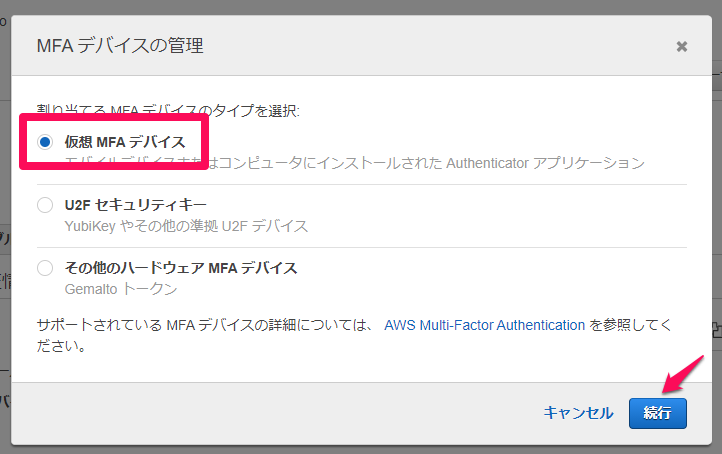 MFA デバイスの管理
割り当てる MFA デバイスのタイプを選択:
仮想 MFA デバイス
モバイルデバイスまたはコンピュータにインストールされた Authenticator アプリケーション
U2F セキュリティキー
YubiKey やその他の準拠 U2F デバイス
その他のハードウェア MFA デバイス
Gemalto トークン
サポートされている MFA デバイスの詳細については、 AWS Multi-Factor Authentication を参照してく
ださい。
キャンセル 続行